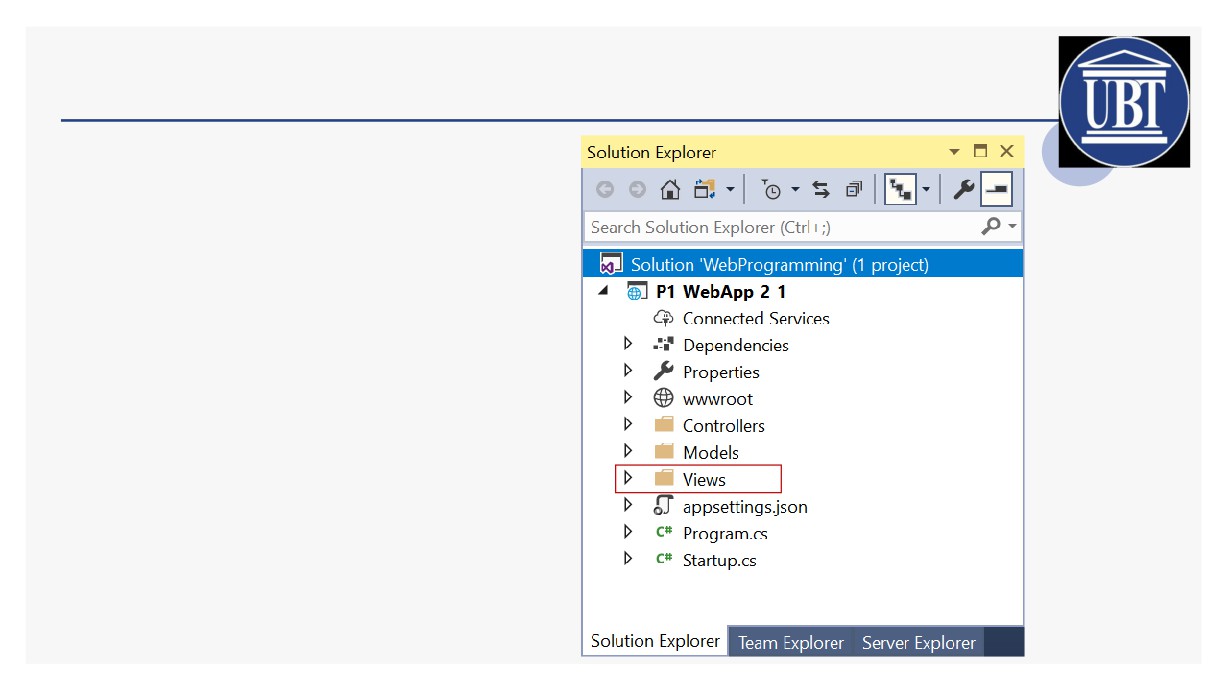 UBT
Solution Explorer
Search Solution Explorer (Ctrl+;)
Solution 'WebProgramming' (1 project)
P1 WebApp 2 1
Connected Services
Dependencies
Properties
wwwroot
Controllers
Models
Views
appsettings.json
C# Program.cs
C# Startup.cs
Solution Explorer Team Explorer Server Explorer